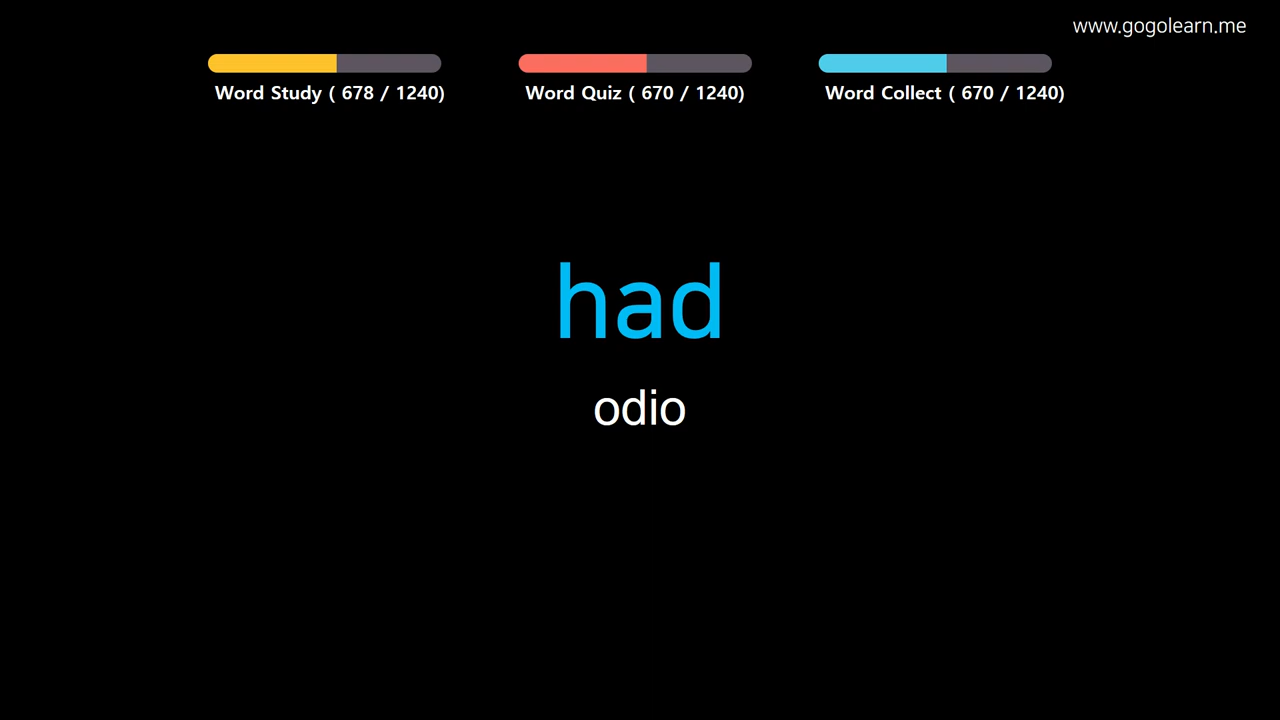 www.gogolearn.me
Word Study ( 678 / 1240)
Word Quiz ( 670 / 1240)
Word Collect ( 670 / 1240)
had
odio